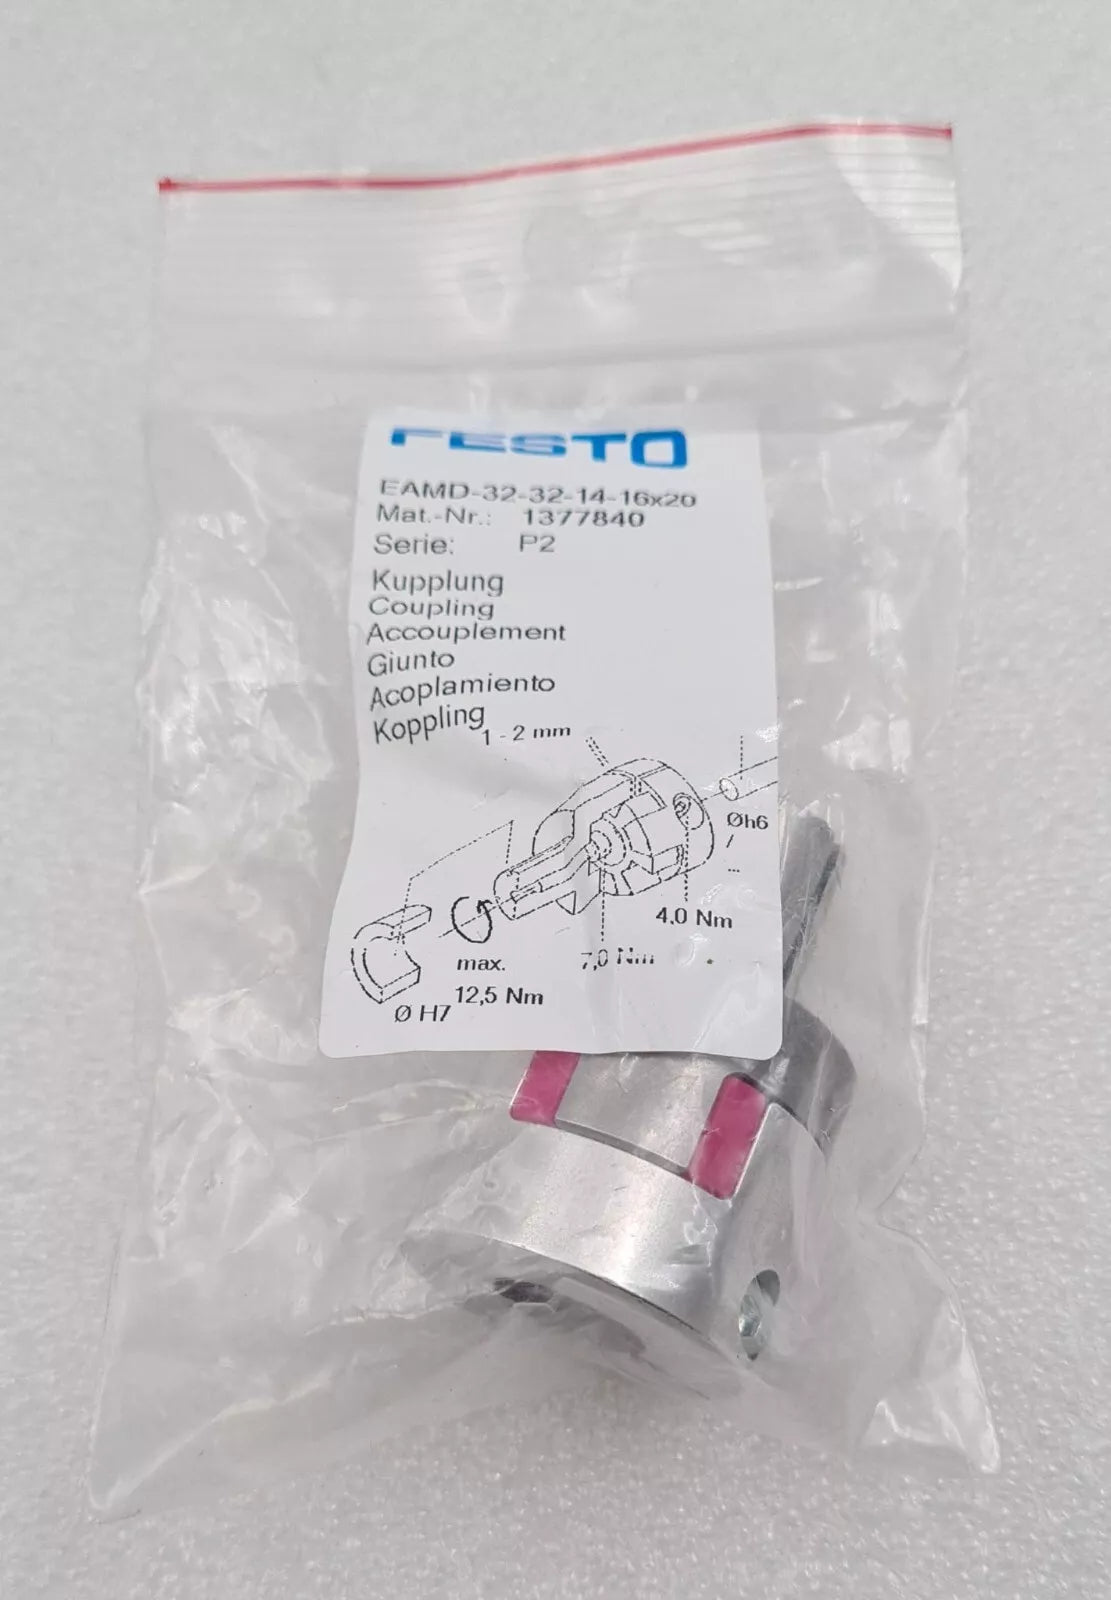 FESTO
EAMD-32-32-14-16x20
Mat.-Nr.: 1377840
Serie: P2
Kupplung
Coupling
Accouplement
Giunto
Acoplamiento
Koppling
1 - 2 mm
Øh6
4,0 Nm
7,0 Nm
max.
12,5 Nm
Ø H7